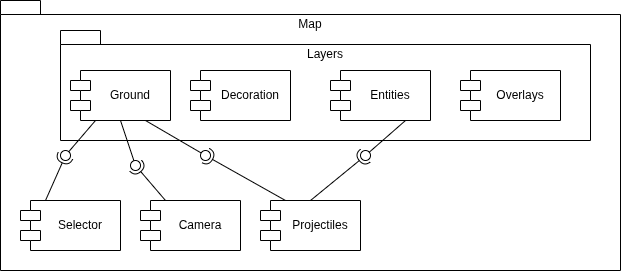 Map
Layers
Ground
Decoration
Entities
Overlays
Selector
Camera
Projectiles